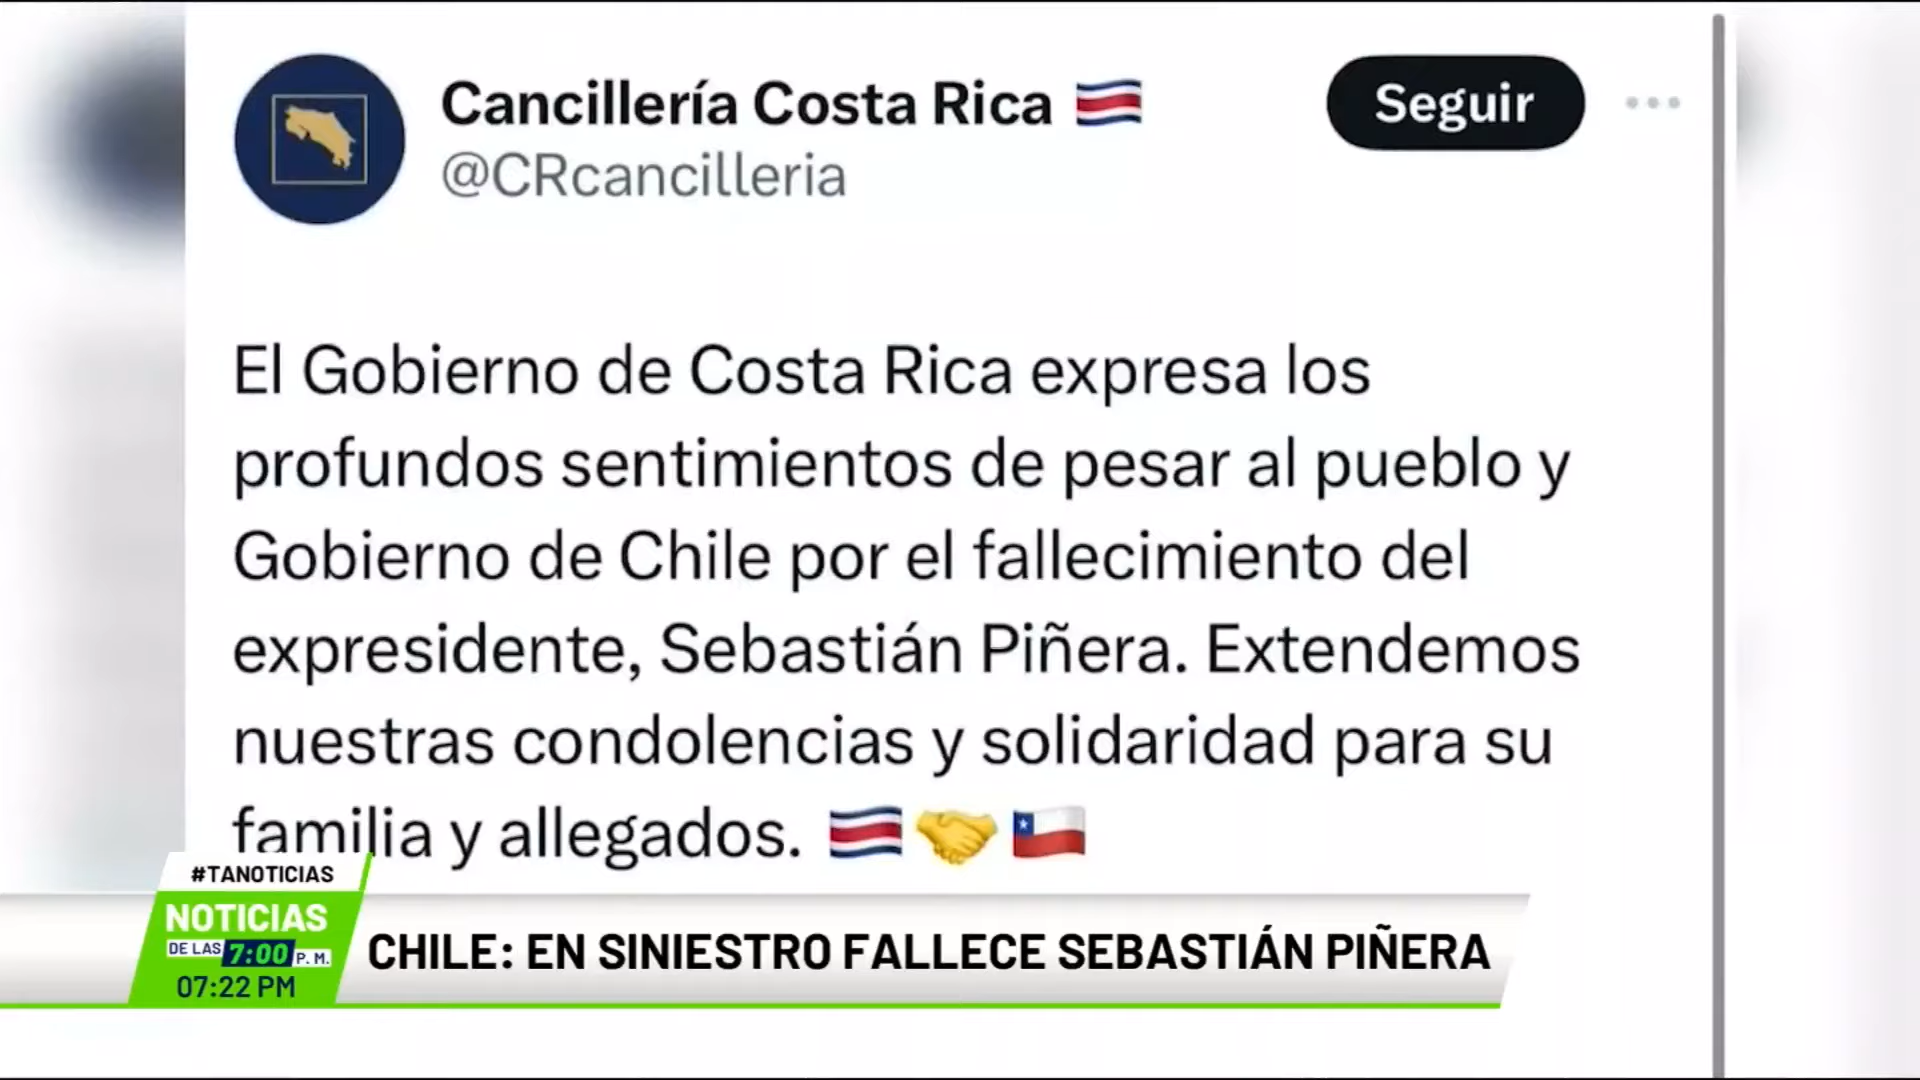 Cancillería Costa Rica 🇨🇷
@CRcancilleria
Seguir
El Gobierno de Costa Rica expresa los
profundos sentimientos de pesar al pueblo y
Gobierno de Chile por el fallecimiento del
expresidente, Sebastián Piñera. Extendemos
nuestras condolencias y solidaridad para su
familia y allegados. 🇨🇷🤝🇨🇱
#TANOTICIAS
NOTICIAS
DE LAS 7:00 P. M.
07:22 PM
CHILE: EN SINIESTRO FALLECE SEBASTIÁN PIÑERA